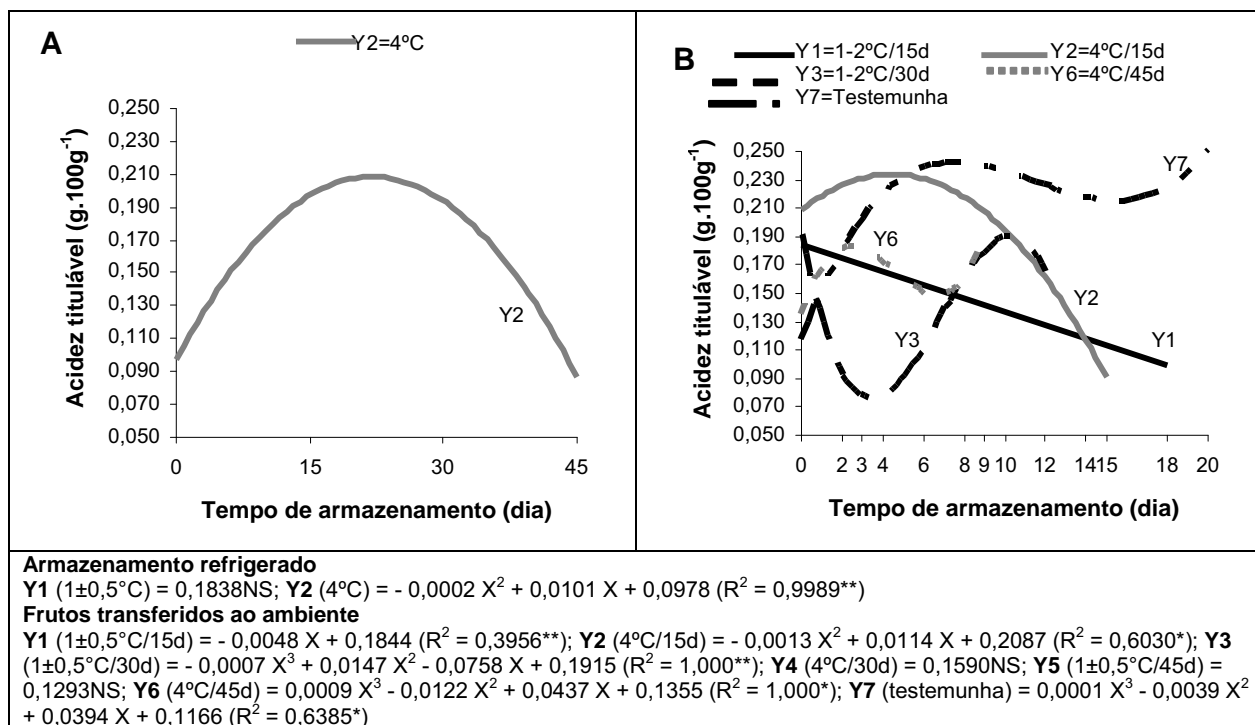 A
Y2=4ºC
Acidez titulável (g.100g-1)
0,250
0,230
0,210
0,190
0,170
0,150
0,130
0,110
0,090
0,070
0,050
Y2
0 15 30 45
Tempo de armazenamento (dia)
B
Y1=1-2ºC/15d Y2=4ºC/15d
Y3=1-2ºC/30d Y6=4ºC/45d
Y7=Testemunha
Acidez titulável (g.100g-1)
0,250
0,230
0,210
0,190
0,170
0,150
0,130
0,110
0,090
0,070
0,050
Y7
Y6
Y2
Y3
Y1
0 2 3 4 6 8 9 10 12 14 15 18 20
Tempo de armazenamento (dia)
Armazenamento refrigerado
Y1 (1±0,5°C) = 0,1838NS; Y2 (4ºC) = - 0,0002 X2 + 0,0101 X + 0,0978 (R2 = 0,9989**)
Frutos transferidos ao ambiente
Y1 (1±0,5°C/15d) = - 0,0048 X + 0,1844 (R2 = 0,3956**); Y2 (4ºC/15d) = - 0,0013 X2 + 0,0114 X + 0,2087 (R2 = 0,6030*); Y3
(1±0,5°C/30d) = - 0,0007 X3 + 0,0147 X2 - 0,0758 X + 0,1915 (R2 = 1,000**); Y4 (4ºC/30d) = 0,1590NS; Y5 (1±0,5°C/45d) =
0,1293NS; Y6 (4ºC/45d) = 0,0009 X3 - 0,0122 X2 + 0,0437 X + 0,1355 (R2 = 1,000*); Y7 (testemunha) = 0,0001 X3 - 0,0039 X2
+ 0,0394 X + 0,1166 (R2 = 0,6385*)